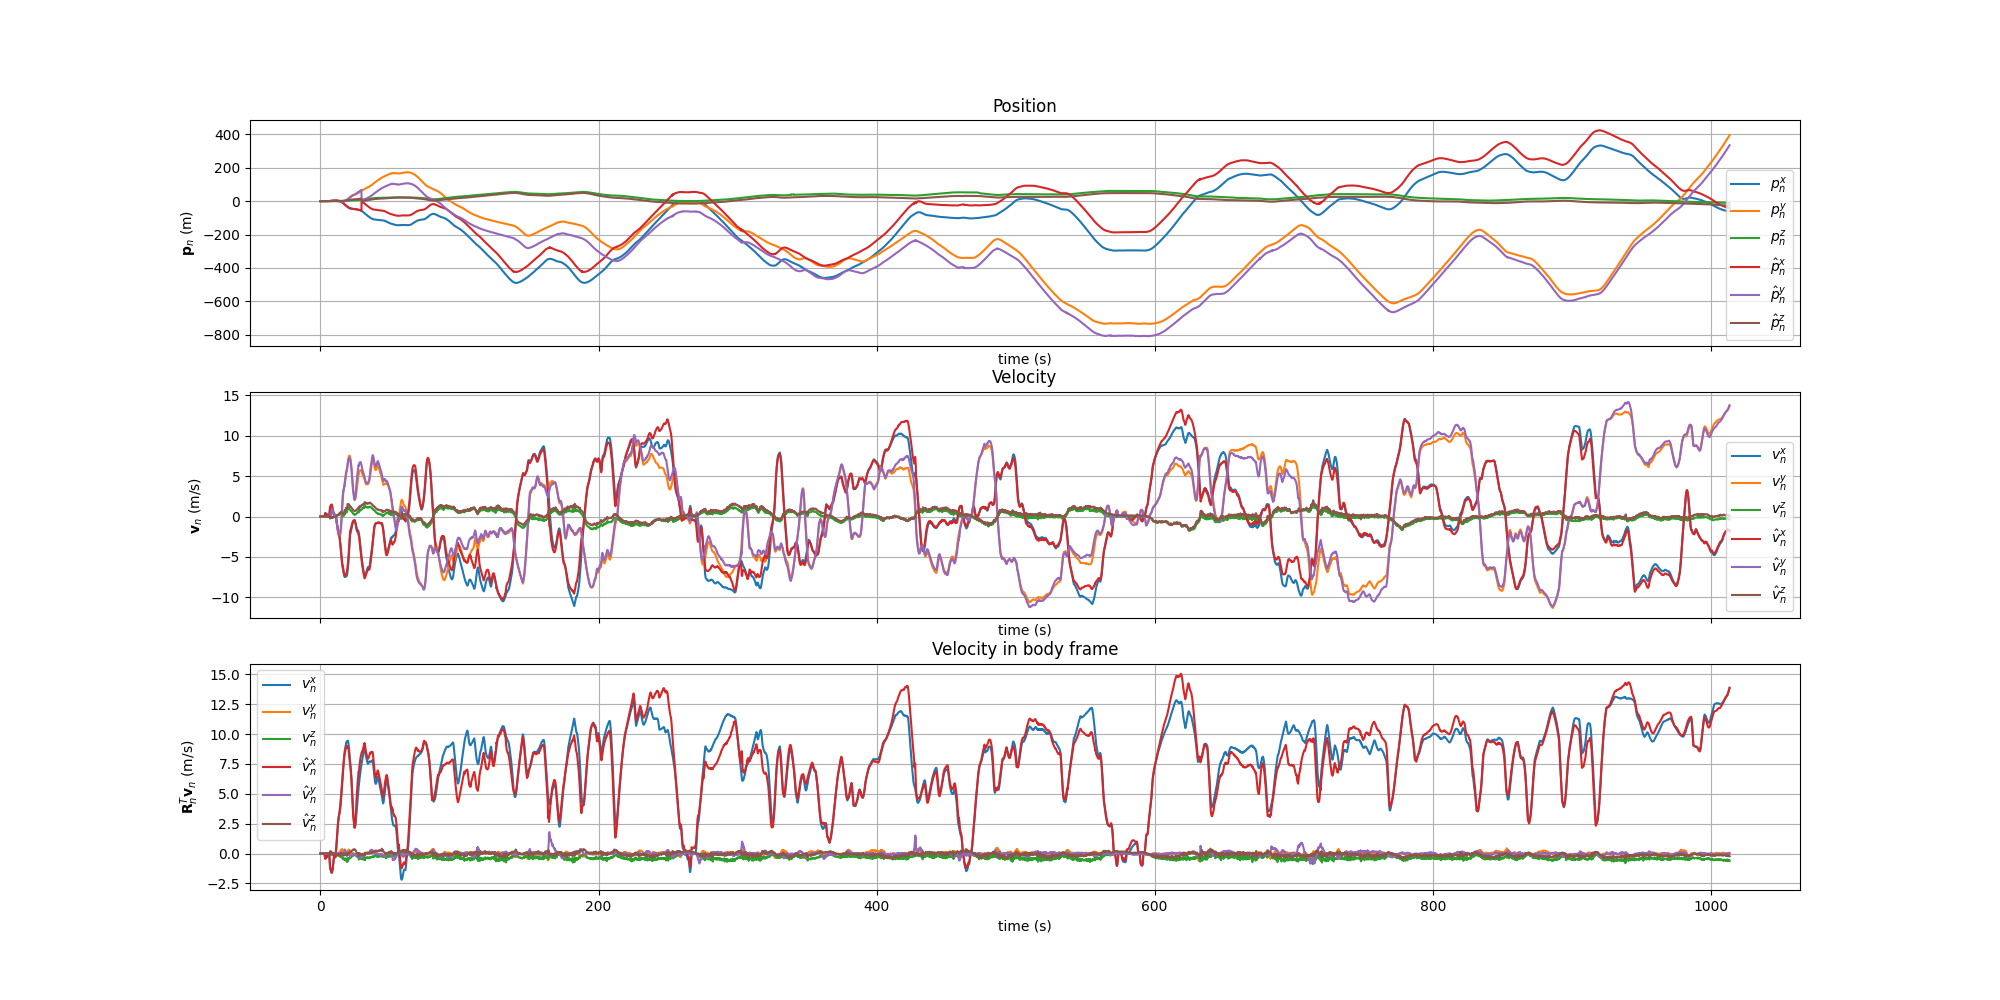 Position
400
200
0
−200
−400
−600
−800
p_n (m)
p_n^x
p_n^y
p_n^z
p̂_n^x
p̂_n^y
p̂_n^z
time (s)
Velocity
15
10
5
0
−5
−10
v_n (m/s)
v_n^x
v_n^y
v_n^z
v̂_n^x
v̂_n^y
v̂_n^z
time (s)
Velocity in body frame
15.0
12.5
10.0
7.5
5.0
2.5
0.0
−2.5
R_n^T v_n (m/s)
v_n^x
v_n^y
v_n^z
v̂_n^x
v̂_n^y
v̂_n^z
0 200 400 600 800 1000
time (s)